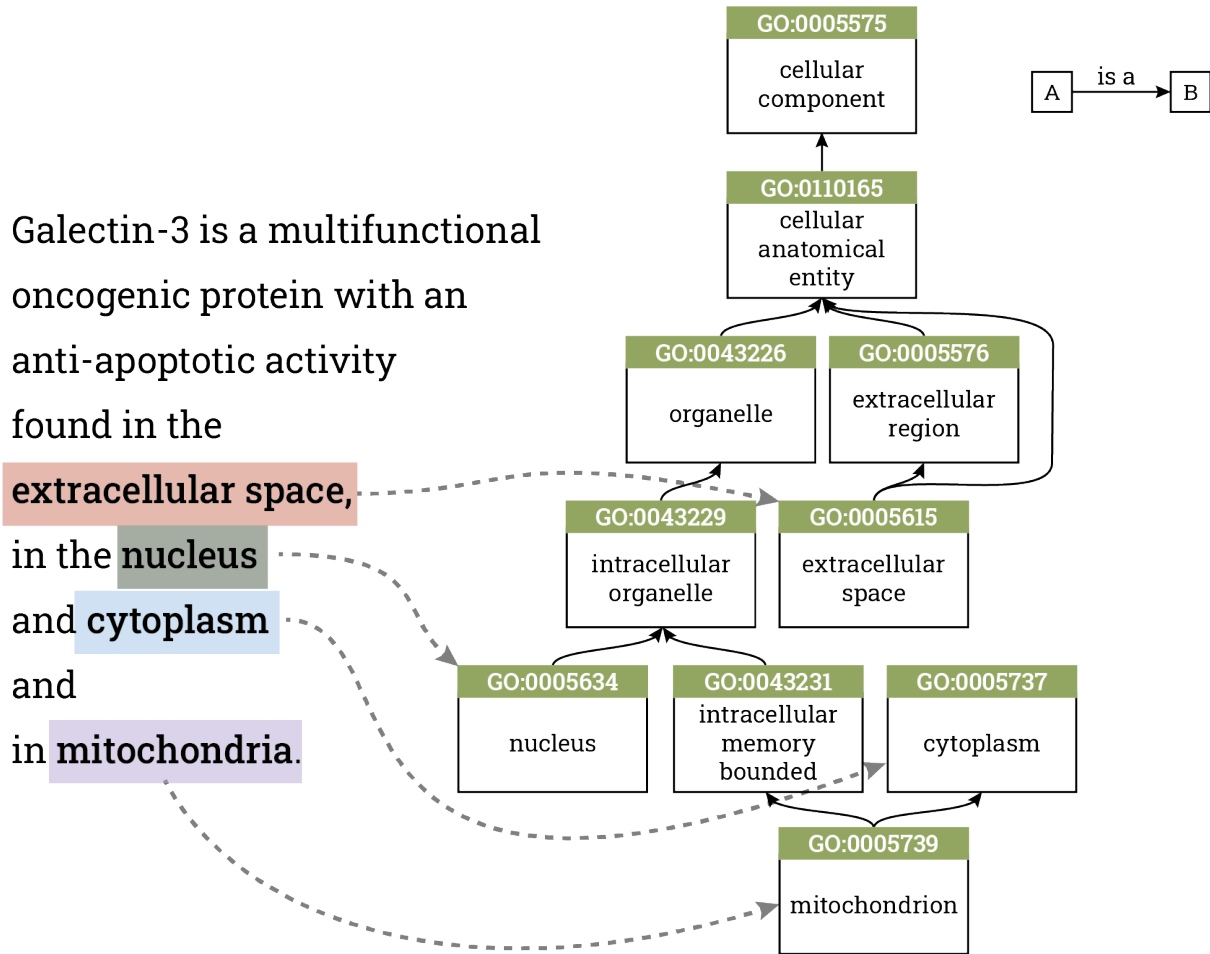 GO:0005575
cellular
component
A
is a
B
GO:0110165
cellular
anatomical
entity
Galectin-3 is a multifunctional
oncogenic protein with an
anti-apoptotic activity
found in the
extracellular space,
in the nucleus
and cytoplasm
and
in mitochondria.
GO:0043226
organelle
GO:0005576
extracellular
region
GO:0043229
intracellular
organelle
GO:0005615
extracellular
space
GO:0005634
nucleus
GO:0043231
intracellular
memory
bounded
GO:0005737
cytoplasm
GO:0005739
mitochondrion